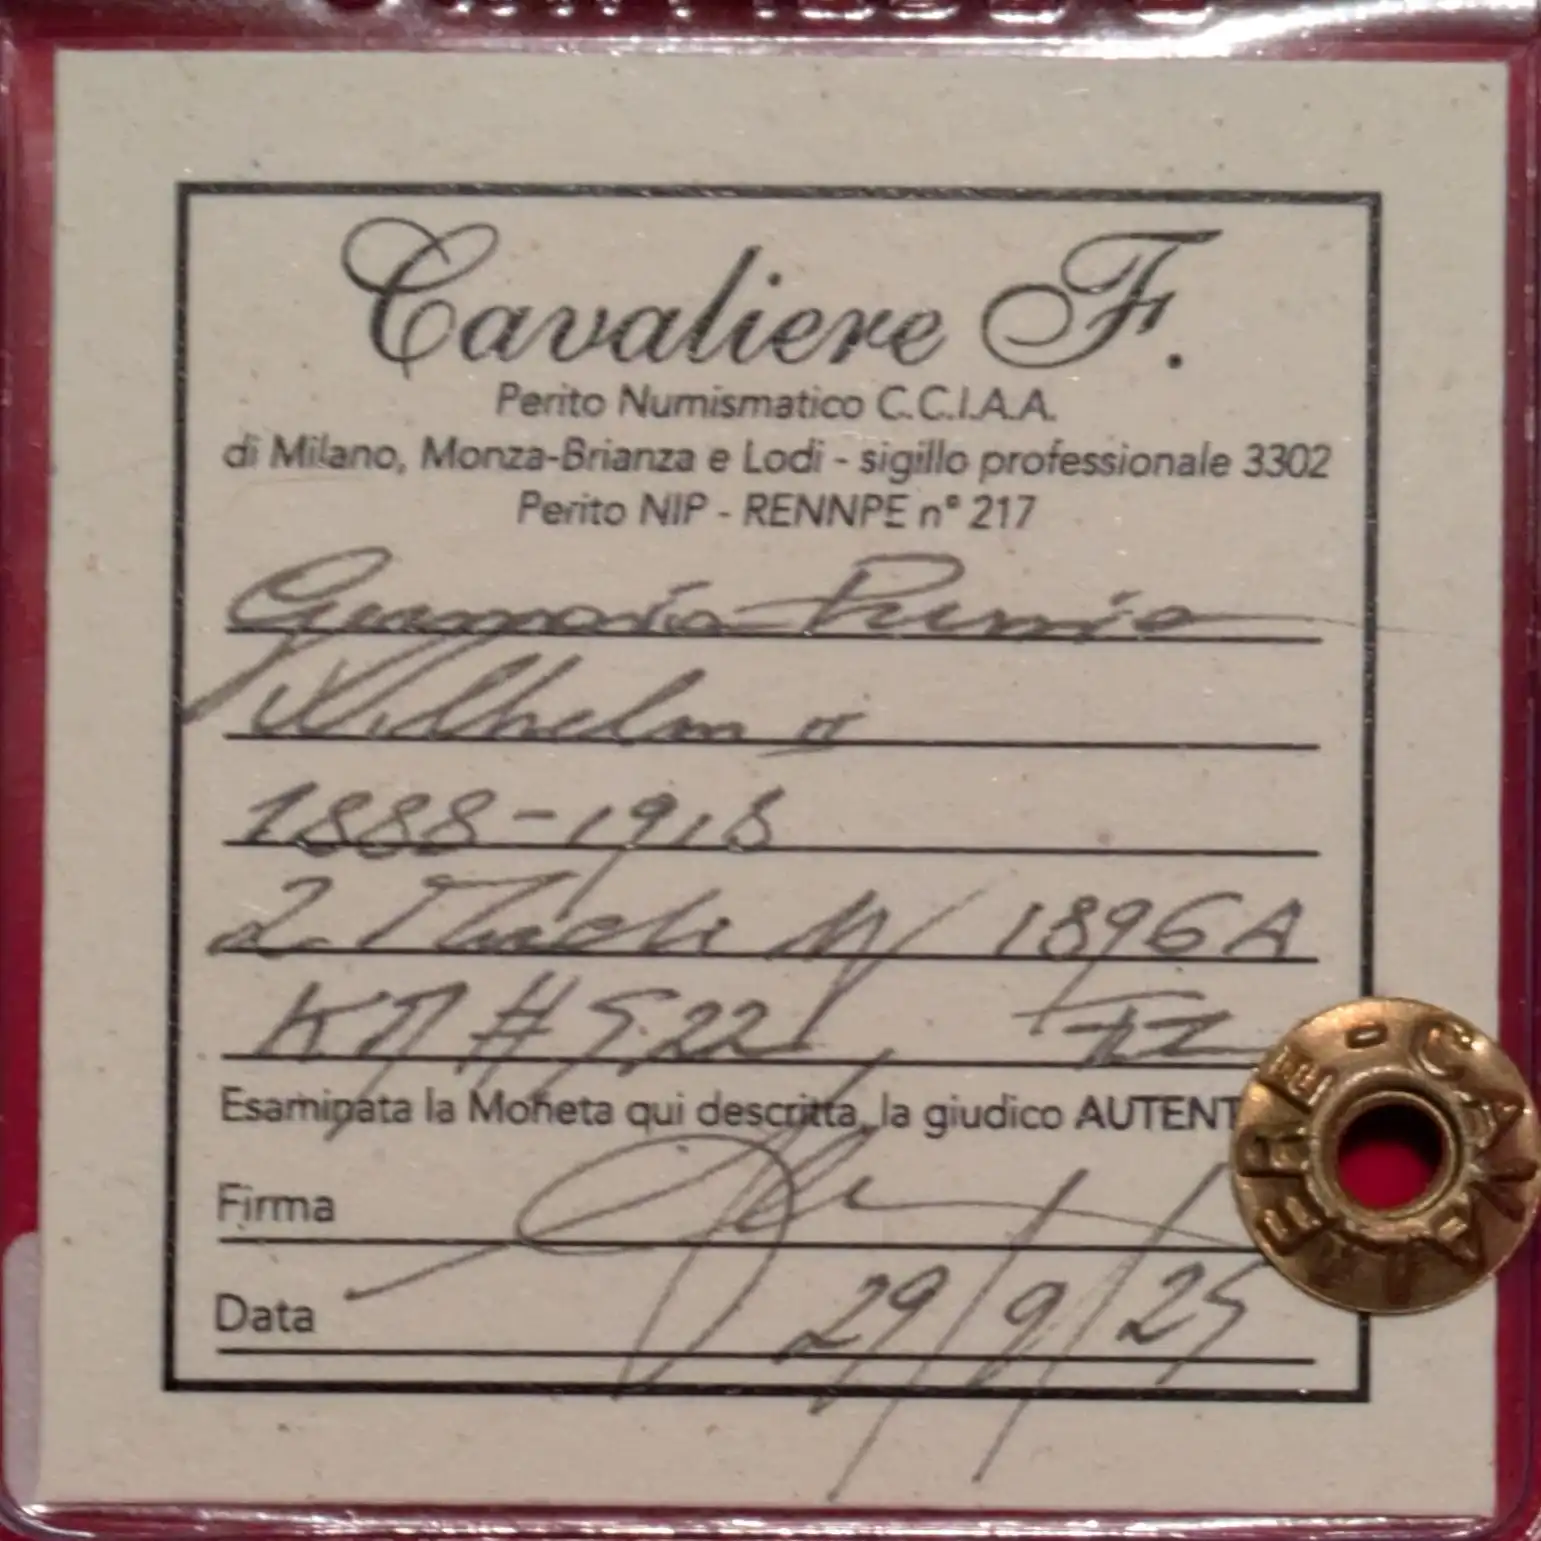 Cavaliere F.
Perito Numismatico C.C.I.A.A.
di Milano, Monza-Brianza e Lodi - sigillo professionale 3302
Perito NIP - RENNPE n° 217
Germania Prussia
Wilhelm II
1888-1918
2 1896A
KM #522,
Esaminata la Moneta qui descritta, la giudico AUTENT
Firma
Data 29/9/25
CAVALIERE